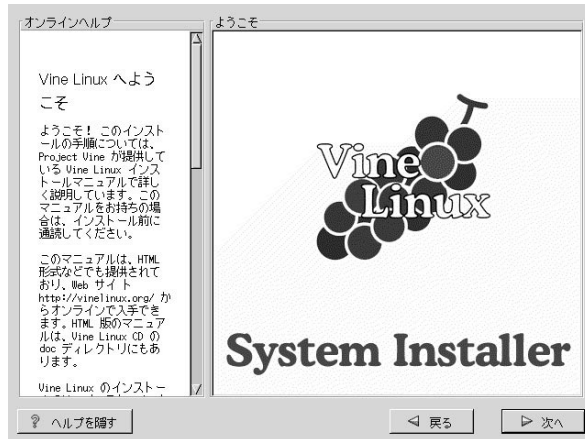 オンラインヘルプ
Vine Linux へよう
こそ
ようこそ! このインスト
ールの手順については、
Project Vine が提供して
いる Vine Linux インス
トールマニュアルで詳し
く説明しています。この
マニュアルをお持ちの場
合は、インストール前に
通読してください。
このマニュアルは、HTML
形式などでも提供されて
おり、Web サイト
http://vinelinux.org/ か
らオンラインで入手でき
ます。HTML 版のマニュア
ルは、Vine Linux CD の
doc ディレクトリにもあ
ります。
Vine Linux のインストー
ようこそ
Vine
Linux
System Installer
? ヘルプを隠す
戻る
次へ